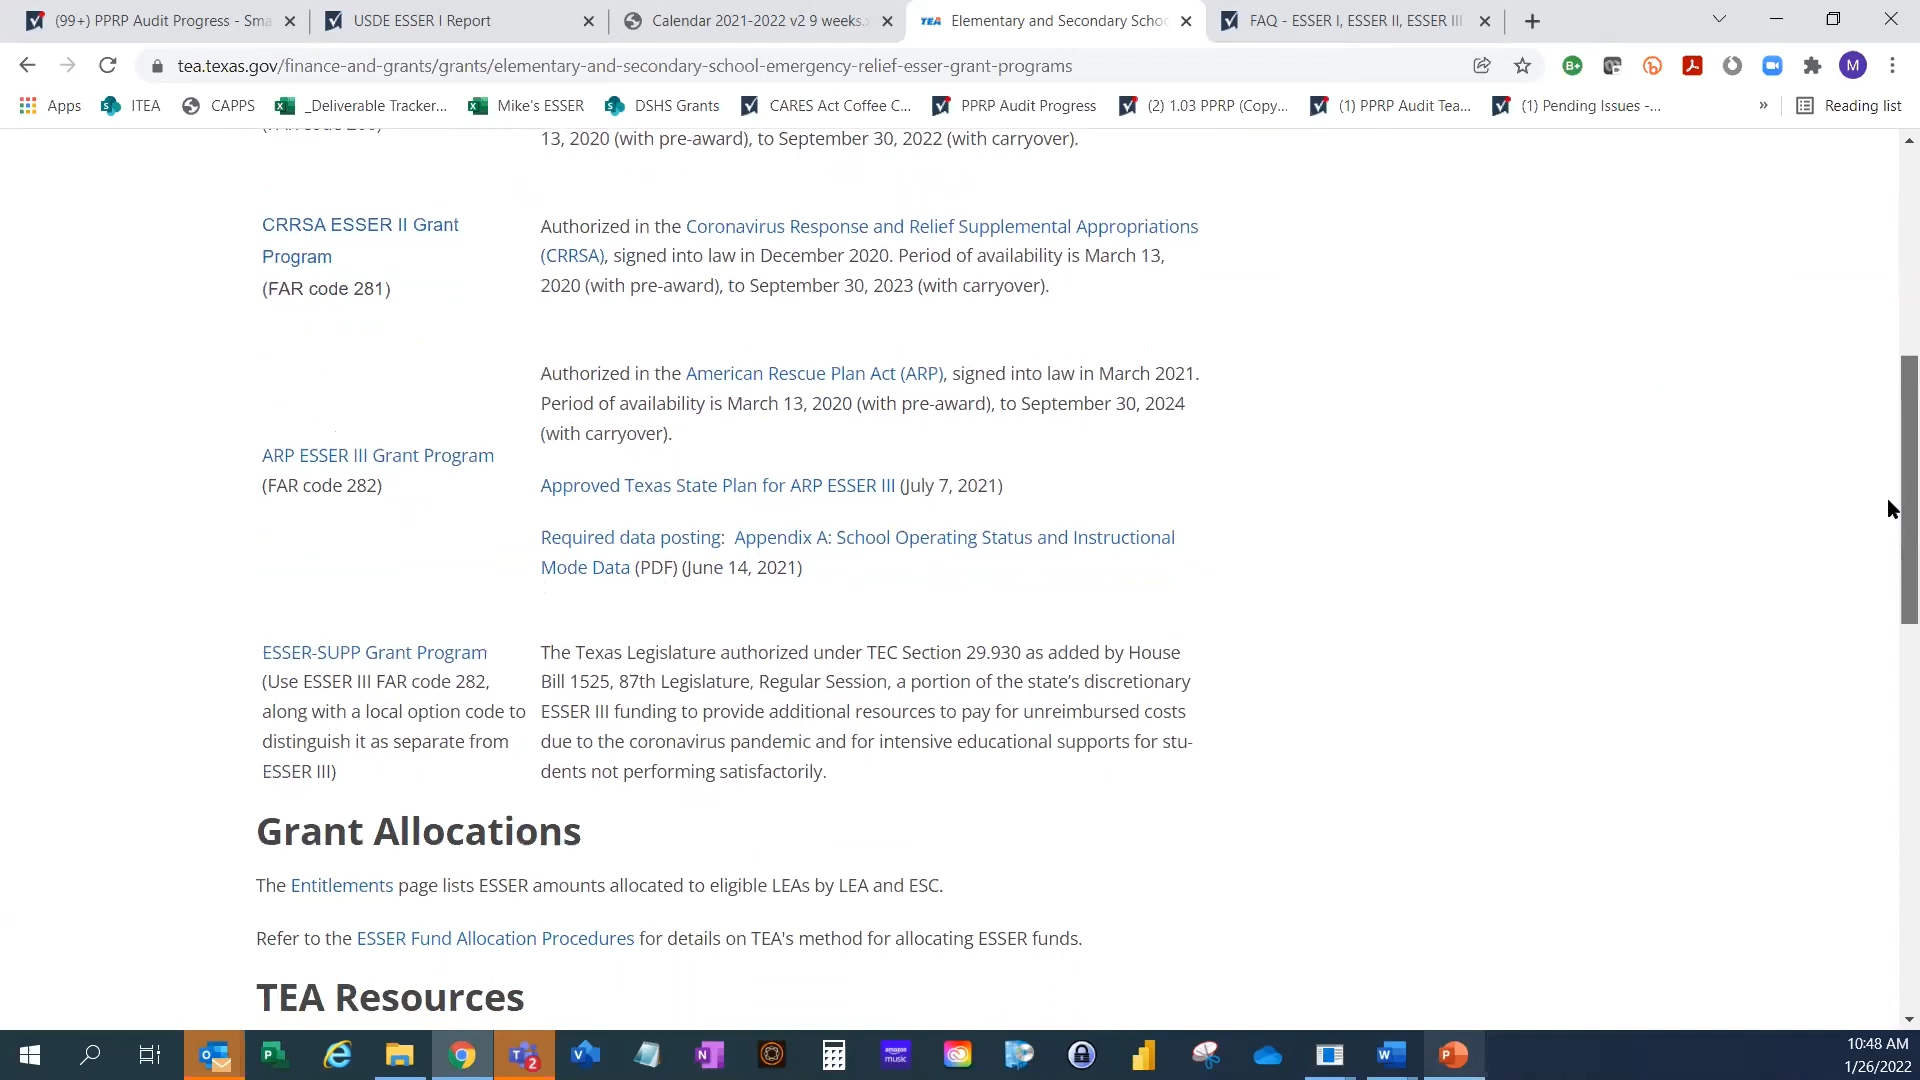 (99+) PPRP Audit Progress - Sma
USDE ESSER I Report
Calendar 2021-2022 v2 9 weeks.x
TEA Elementary and Secondary Schoo
FAQ - ESSER I, ESSER II, ESSER III
tea.texas.gov/finance-and-grants/grants/elementary-and-secondary-school-emergency-relief-esser-grant-programs
M
Apps ITEA CAPPS _Deliverable Tracker... Mike's ESSER DSHS Grants CARES Act Coffee C... PPRP Audit Progress (2) 1.03 PPRP (Copy... (1) PPRP Audit Tea... (1) Pending Issues -... » Reading list
13, 2020 (with pre-award), to September 30, 2022 (with carryover).
CRRSA ESSER II Grant
Program
(FAR code 281)
Authorized in the Coronavirus Response and Relief Supplemental Appropriations
(CRRSA), signed into law in December 2020. Period of availability is March 13,
2020 (with pre-award), to September 30, 2023 (with carryover).
ARP ESSER III Grant Program
(FAR code 282)
Authorized in the American Rescue Plan Act (ARP), signed into law in March 2021.
Period of availability is March 13, 2020 (with pre-award), to September 30, 2024
(with carryover).
Approved Texas State Plan for ARP ESSER III (July 7, 2021)
Required data posting: Appendix A: School Operating Status and Instructional
Mode Data (PDF) (June 14, 2021)
ESSER-SUPP Grant Program
(Use ESSER III FAR code 282,
along with a local option code to
distinguish it as separate from
ESSER III)
The Texas Legislature authorized under TEC Section 29.930 as added by House
Bill 1525, 87th Legislature, Regular Session, a portion of the state's discretionary
ESSER III funding to provide additional resources to pay for unreimbursed costs
due to the coronavirus pandemic and for intensive educational supports for stu-
dents not performing satisfactorily.
Grant Allocations
The Entitlements page lists ESSER amounts allocated to eligible LEAs by LEA and ESC.
Refer to the ESSER Fund Allocation Procedures for details on TEA's method for allocating ESSER funds.
TEA Resources
10:48 AM
1/26/2022